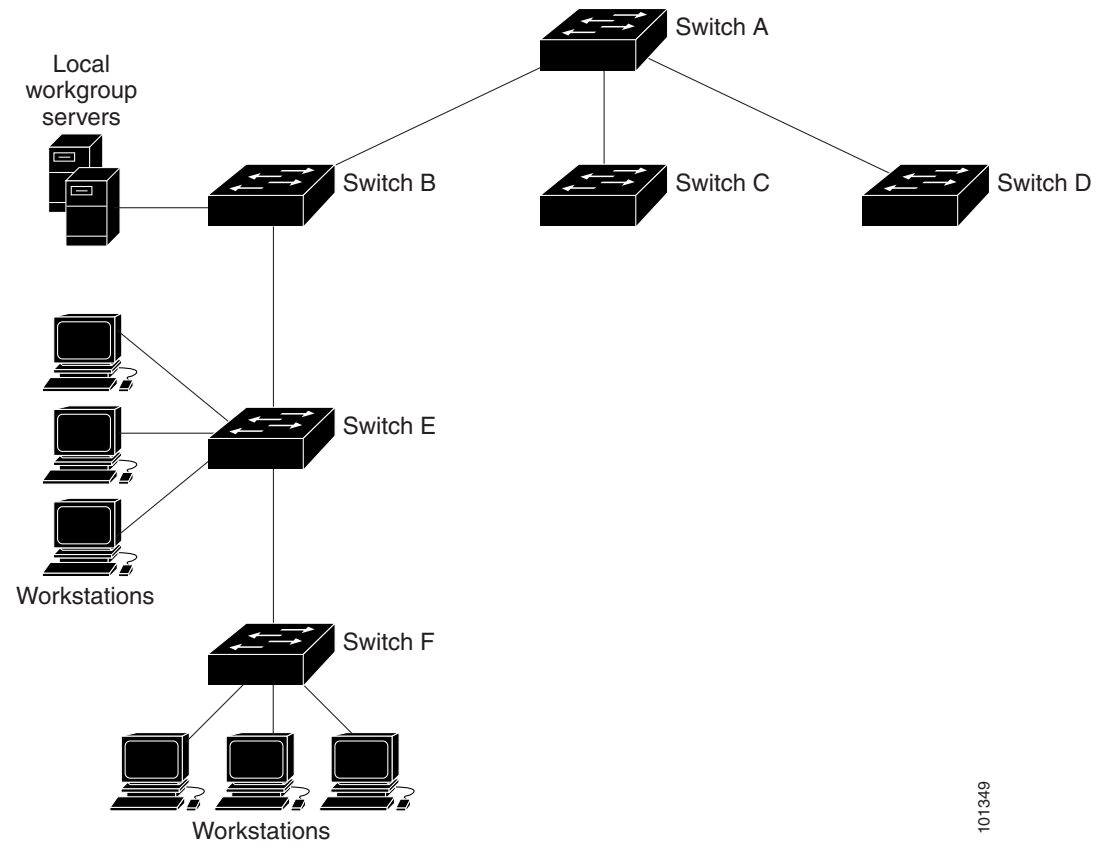 Switch A
Local
workgroup
servers
Switch B
Switch C
Switch D
Switch E
Workstations
Switch F
Workstations
101349